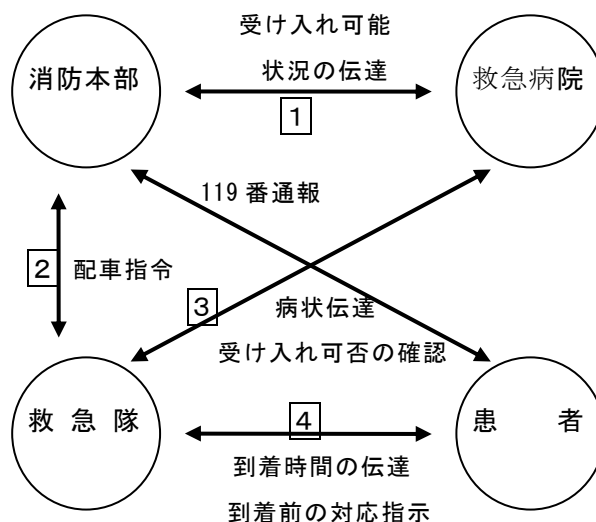 受け入れ可能
状況の伝達
消防本部
救急病院
1
119番通報
2
配車指令
3
病状伝達
受け入れ可否の確認
救急隊
4
患者
到着時間の伝達
到着前の対応指示